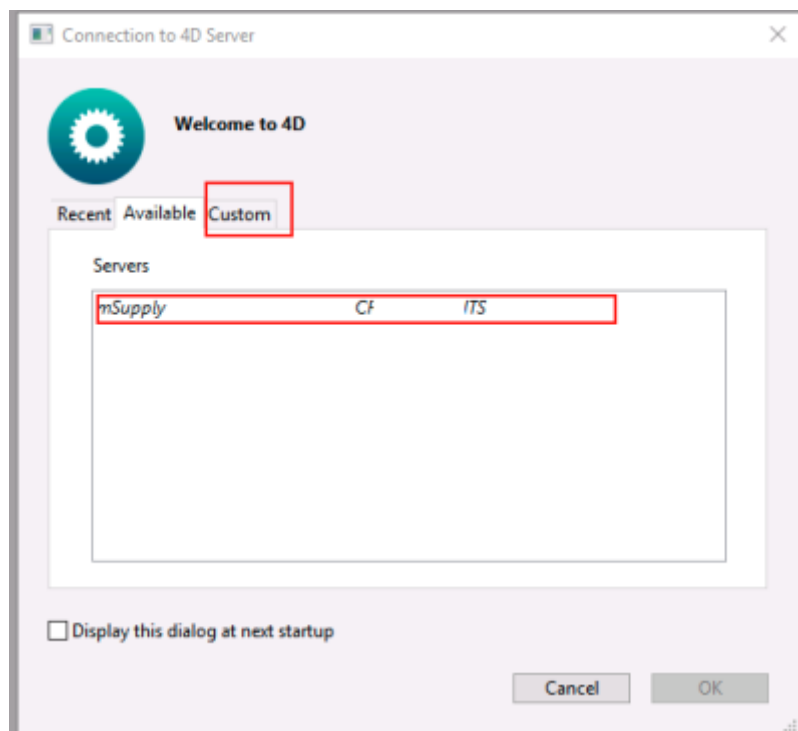 Connection to 4D Server
Welcome to 4D
Recent Available Custom
Servers
mSupply
Display this dialog at next startup
Cancel OK